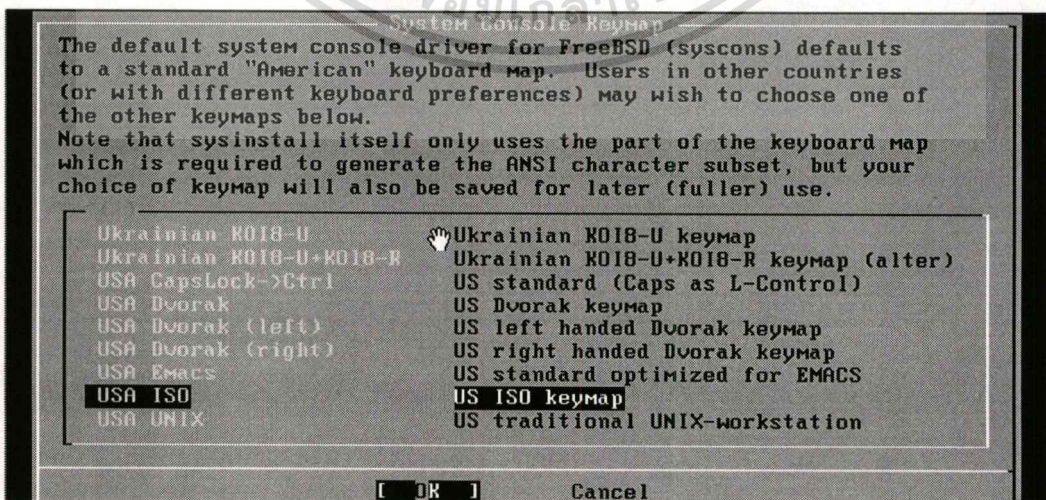 System Console Keymap
The default system console driver for FreeBSD (syscons) defaults
to a standard "American" keyboard map.  Users in other countries
(or with different keyboard preferences) may wish to choose one of
the other keymaps below.
Note that sysinstall itself only uses the part of the keyboard map
which is required to generate the ANSI character subset, but your
choice of keymap will also be saved for later (fuller) use.
Ukrainian KOI8-U Ukrainian KOI8-U keymap
Ukrainian KOI8-U+KOI8-R Ukrainian KOI8-U+KOI8-R keymap (alter)
USA CapsLock->Ctrl US standard (Caps as L-Control)
USA Dvorak US Dvorak keymap
USA Dvorak (left) US left handed Dvorak keymap
USA Dvorak (right) US right handed Dvorak keymap
USA Emacs US standard optimized for EMACS
USA ISO US ISO keymap
USA UNIX US traditional UNIX-workstation
[ OK ] Cancel